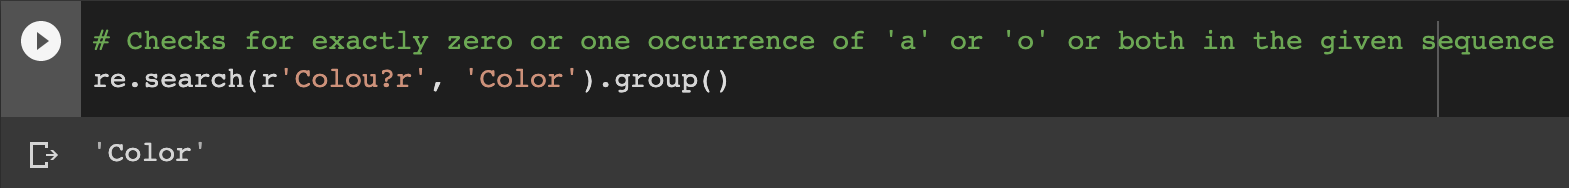 # Checks for exactly zero or one occurrence of 'a' or 'o' or both in the given sequence
re.search(r'Colou?r', 'Color').group()
'Color'